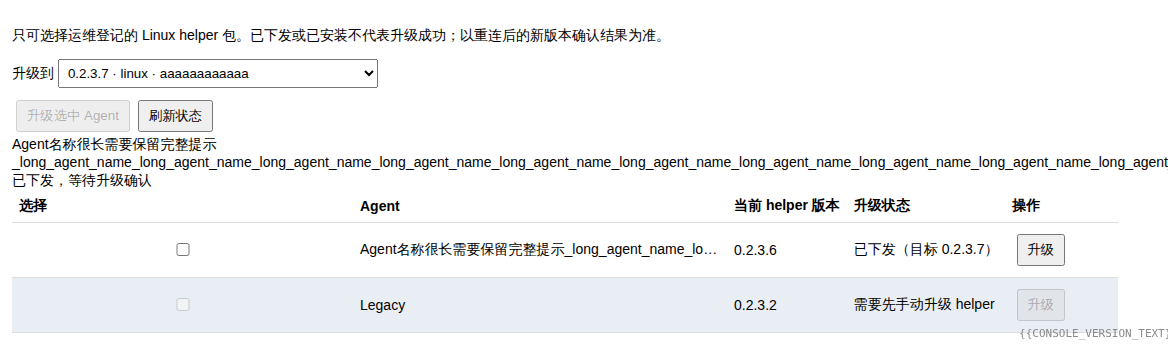 只可选择运维登记的 Linux helper 包。已下发或已安装不代表升级成功；以重连后的新版本确认结果为准。
升级到 0.2.3.7 · linux · aaaaaaaaaaaa
升级选中 Agent 刷新状态
Agent名称很长需要保留完整提示
_long_agent_name_long_agent_name_long_agent_name_long_agent_name_long_agent_name_long_agent_name_long_agent_name_long_agent_name_long_agent_name_long_agent
已下发，等待升级确认
选择 Agent 当前 helper 版本 升级状态 操作
Agent名称很长需要保留完整提示_long_agent_name_lo… 0.2.3.6 已下发（目标 0.2.3.7） 升级
Legacy 0.2.3.2 需要先手动升级 helper 升级
{{CONSOLE_VERSION_TEXT}